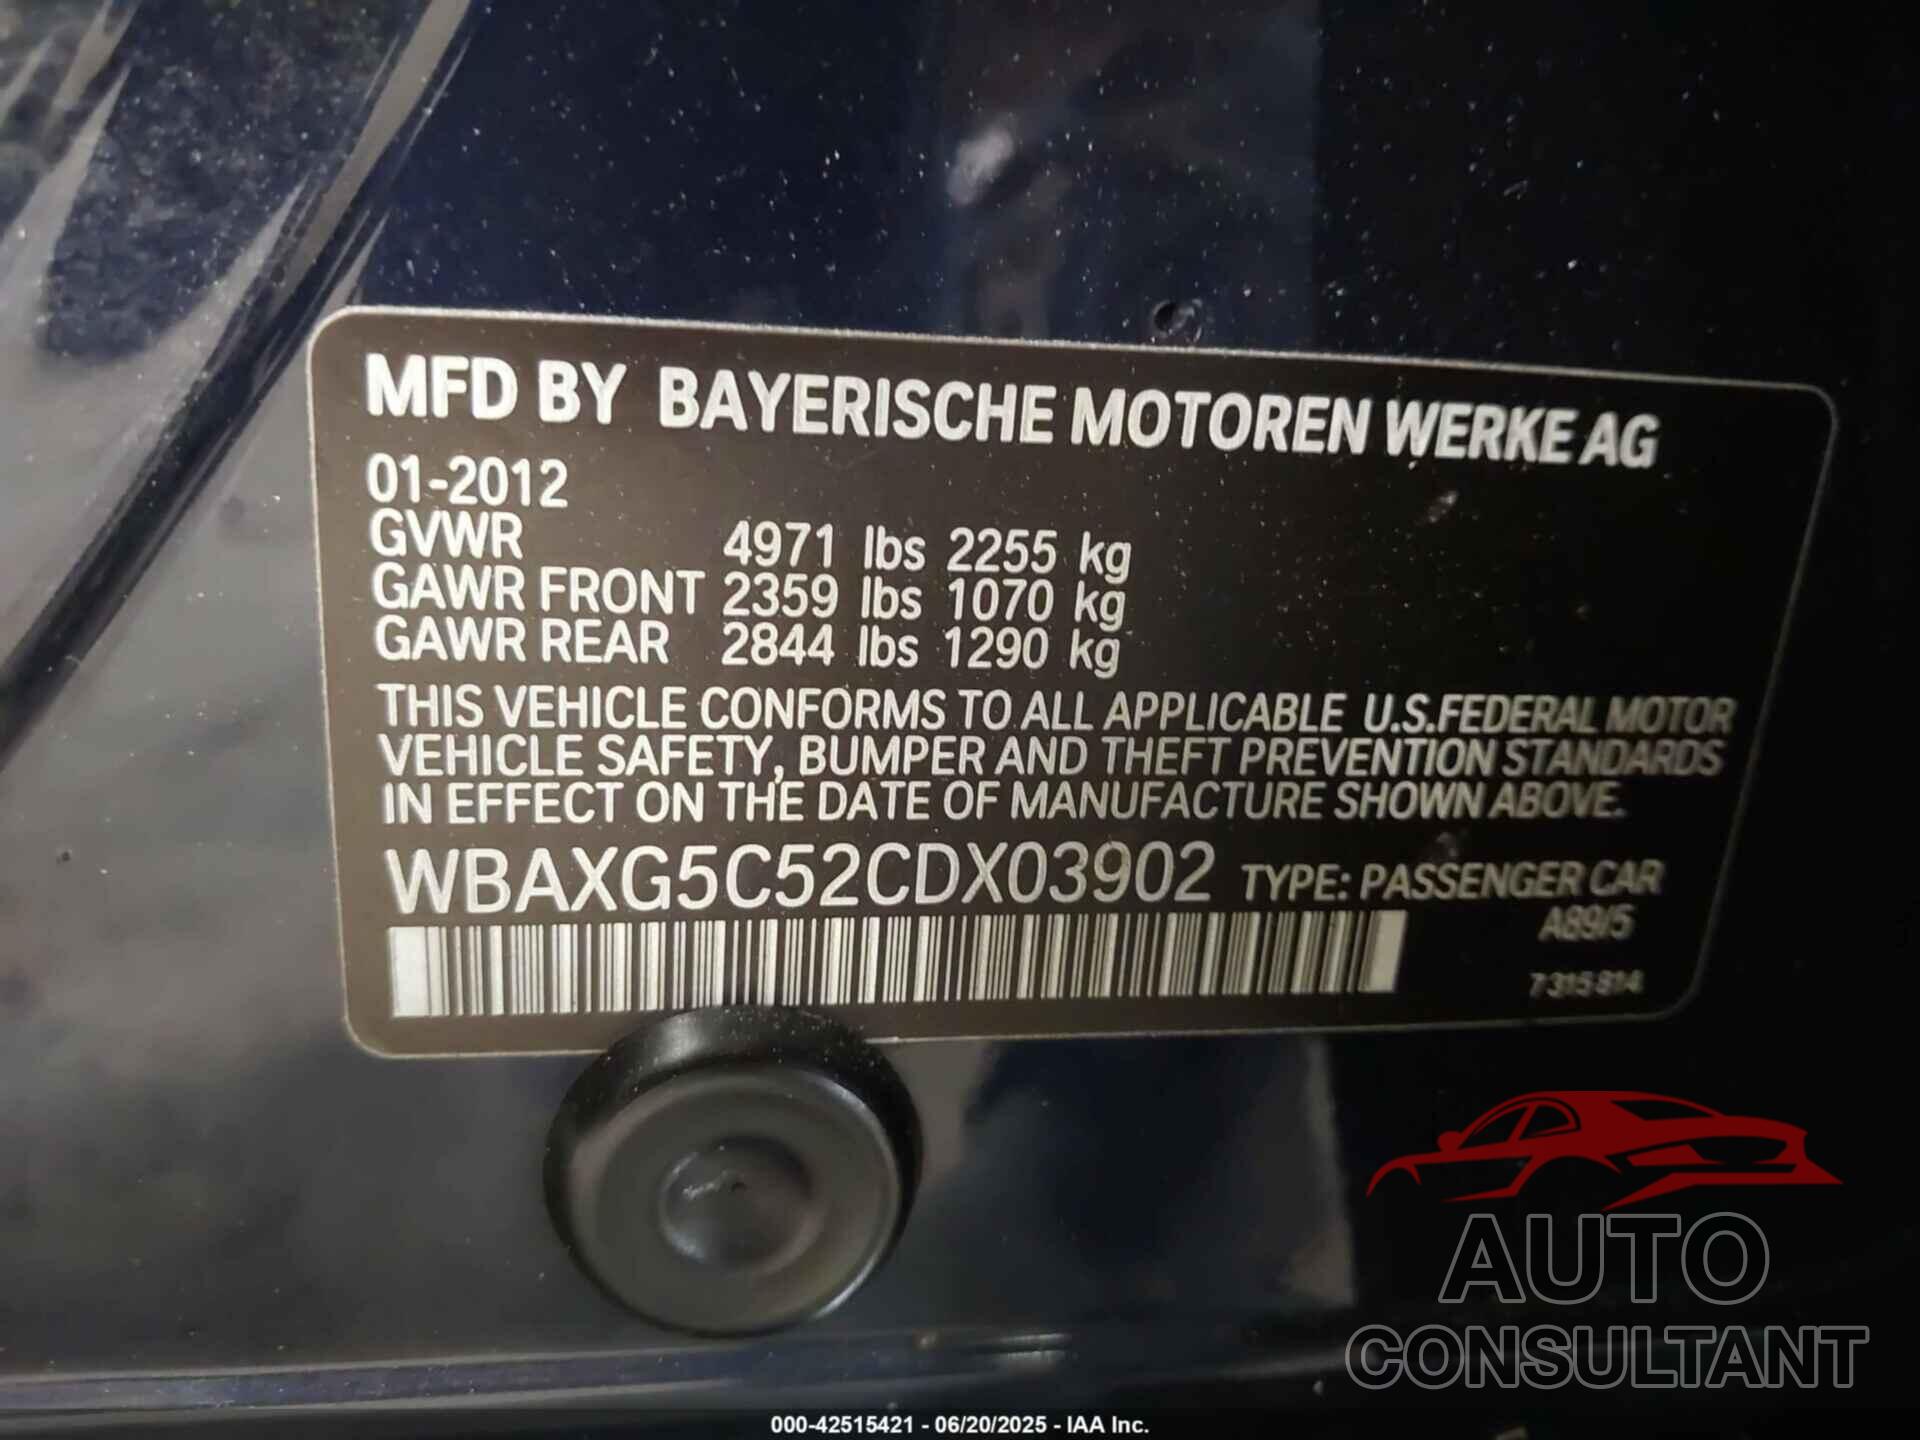 MFD BY BAYERISCHE MOTOREN WERKE AG
01-2012
GVWR 4971 lbs 2255 kg
GAWR FRONT 2359 lbs 1070 kg
GAWR REAR 2844 lbs 1290 kg
THIS VEHICLE CONFORMS TO ALL APPLICABLE U.S.FEDERAL MOTOR
VEHICLE SAFETY, BUMPER AND THEFT PREVENTION STANDARDS
IN EFFECT ON THE DATE OF MANUFACTURE SHOWN ABOVE.
WBAXG5C52CDX03902 TYPE: PASSENGER CAR
A89/5
7 315 814
AUTO
CONSULTANT
000-42515421 - 06/20/2025 - IAA Inc.